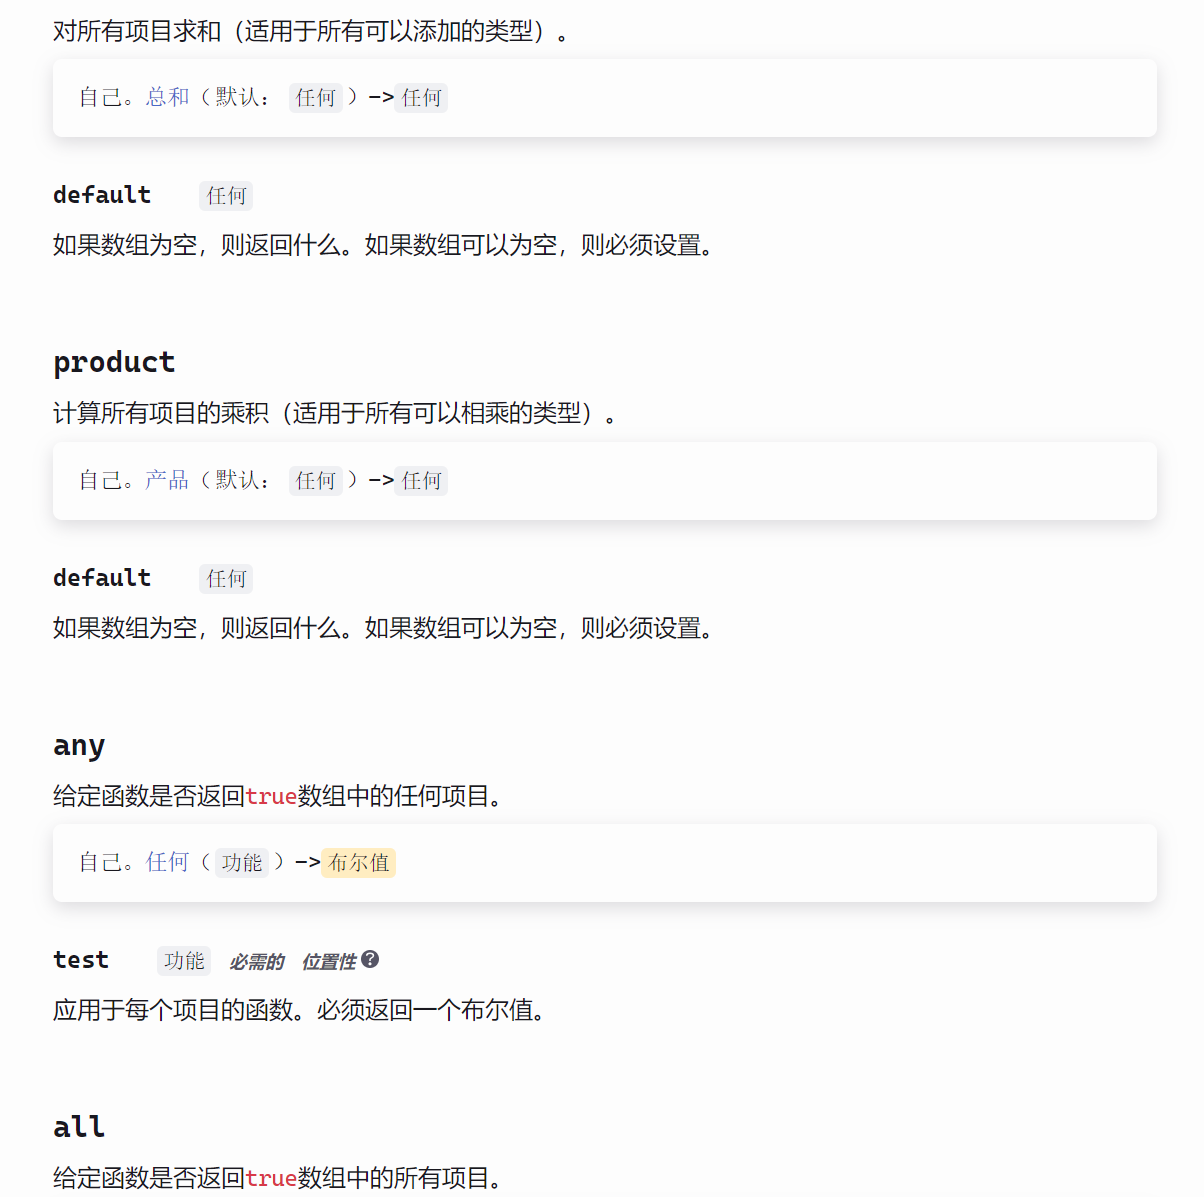 对所有项目求和（适用于所有可以添加的类型）。
自己。总和（默认： 任何）->任何
default 任何
如果数组为空，则返回什么。如果数组可以为空，则必须设置。
product
计算所有项目的乘积（适用于所有可以相乘的类型）。
自己。产品（默认： 任何）->任何
default 任何
如果数组为空，则返回什么。如果数组可以为空，则必须设置。
any
给定函数是否返回true数组中的任何项目。
自己。任何（功能）->布尔值
test 功能 必需的 位置性?
应用于每个项目的函数。必须返回一个布尔值。
all
给定函数是否返回true数组中的所有项目。